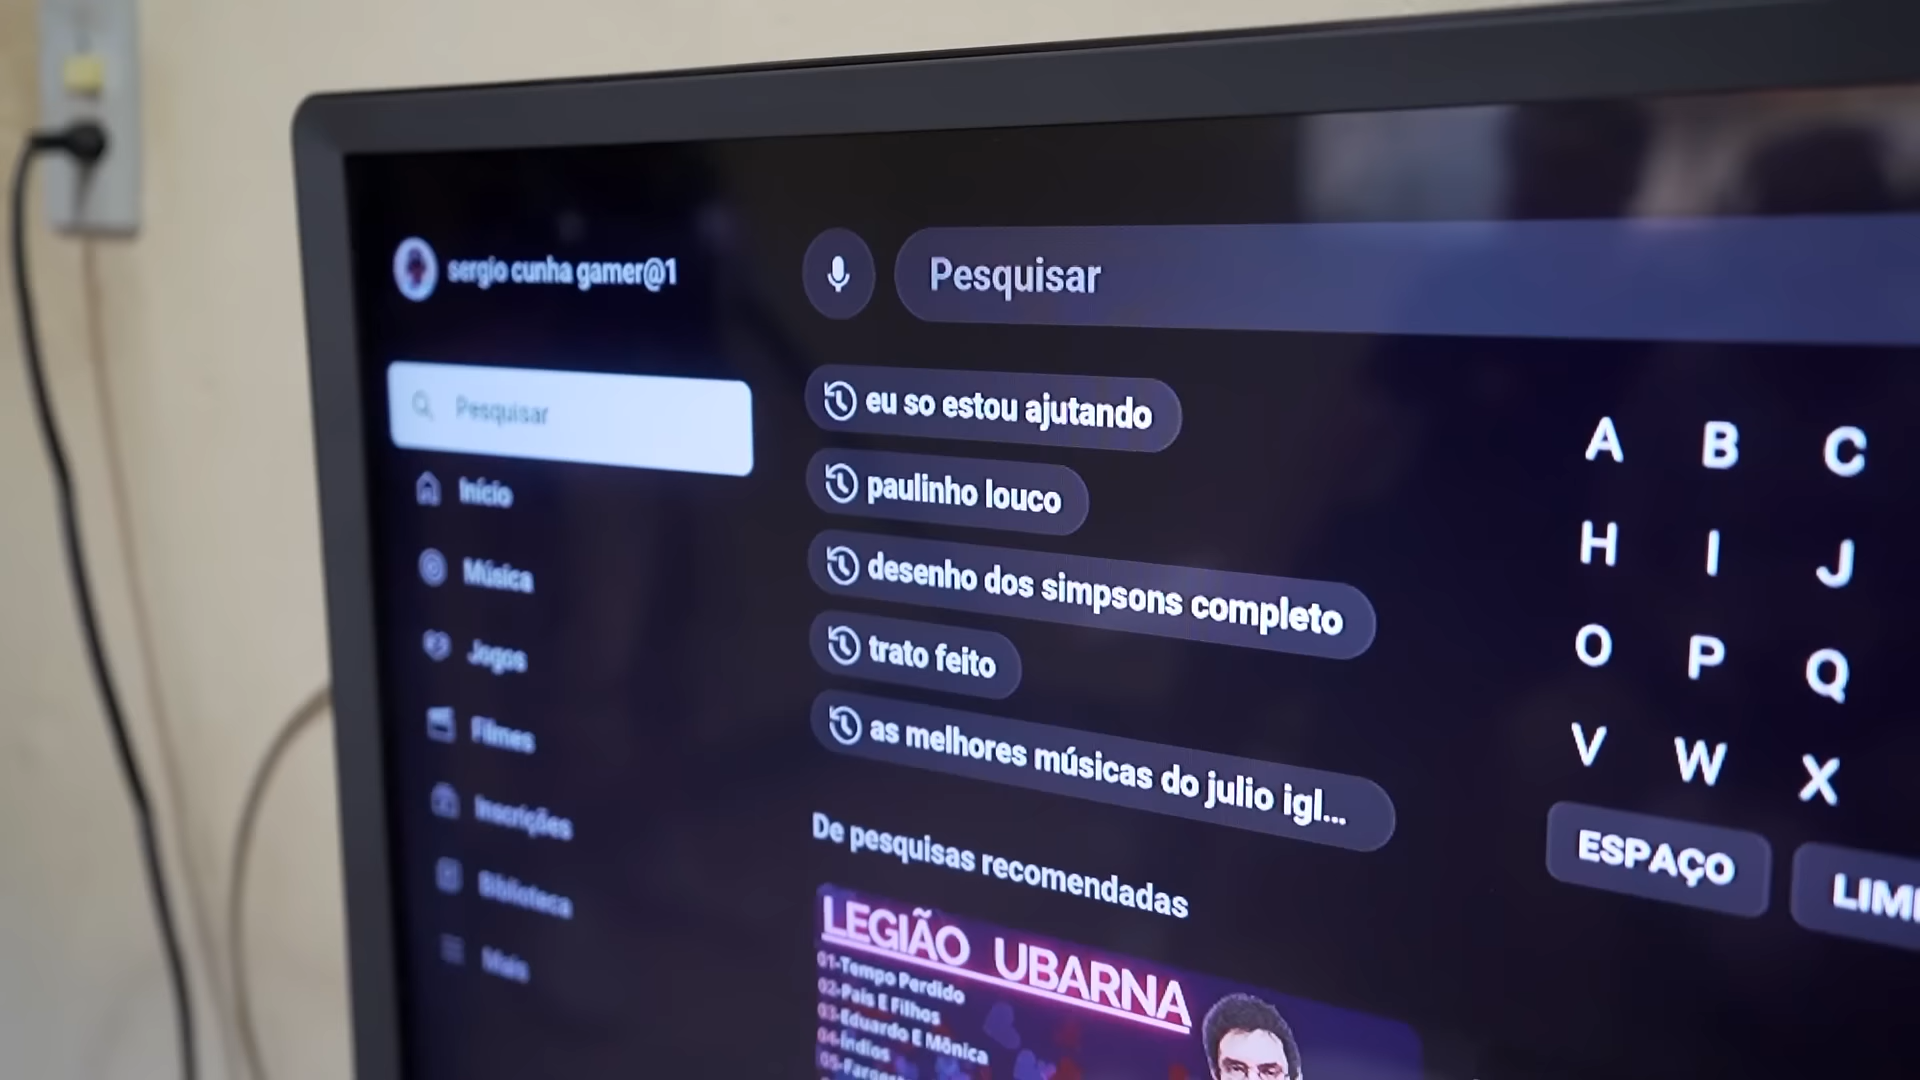 sergio cunha gamer@1
Pesquisar
Pesquisar
Início
Música
Jogos
Filmes
Inscrições
Biblioteca
Mais
eu so estou ajutando
paulinho louco
desenho dos simpsons completo
trato feito
as melhores músicas do julio igl...
De pesquisas recomendadas
LEGIÃO UBARNA
01-Tempo Perdido
02-Pais E Filhos
03-Eduardo E Mônica
04-Índios
A B C
H I J
O P Q
V W X
ESPAÇO